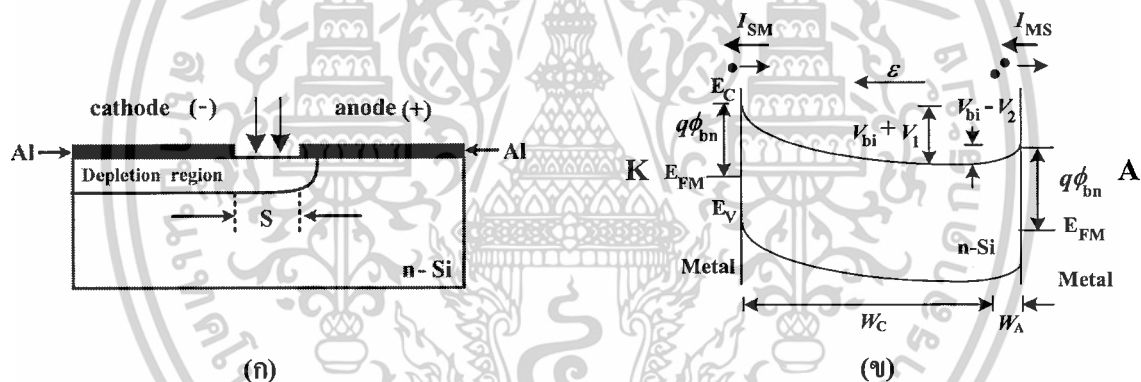 cathode (-) anode (+)
Al Al
Depletion region
S
n- Si
(ก)
I_SM I_MS
ε
E_C
qφ_bn V_bi + V_1 V_bi - V_2
K E_FM qφ_bn A
E_V E_FM
n-Si
Metal Metal
W_C W_A
(ข)